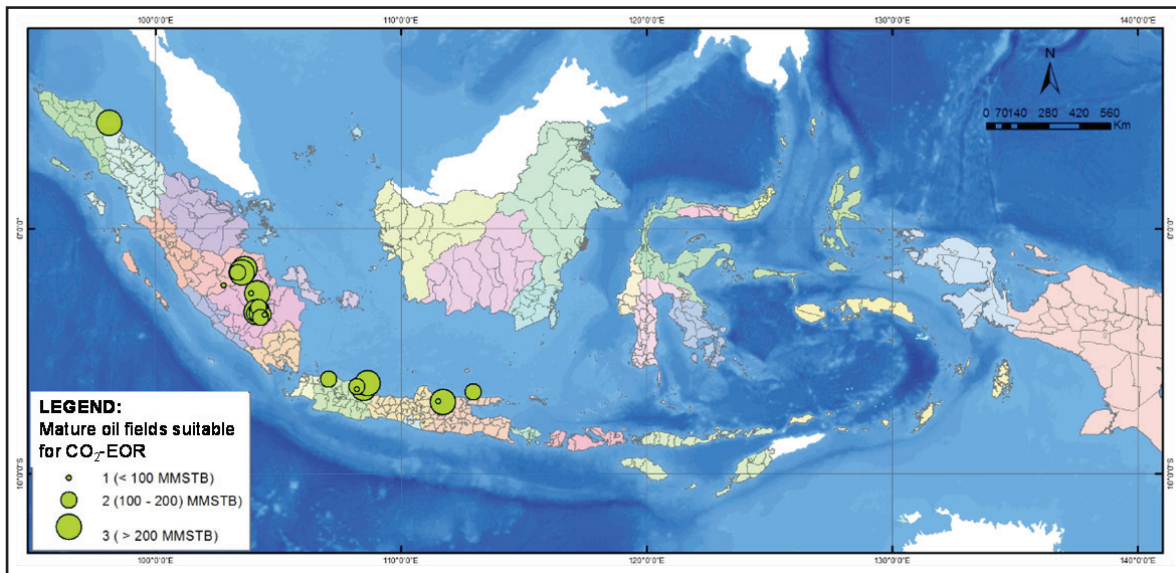 100°0'0"E 110°0'0"E 120°0'0"E 130°0'0"E 140°0'0"E
N
0 70140 280 420 560
Km
0°0'0" 0°0'0"
LEGEND:
Mature oil fields suitable
for CO₂-EOR
1 (< 100 MMSTB)
2 (100 - 200) MMSTB)
3 ( > 200 MMSTB)
10°0'0"S 10°0'0"S
100°0'0"E 110°0'0"E 120°0'0"E 130°0'0"E 140°0'0"E